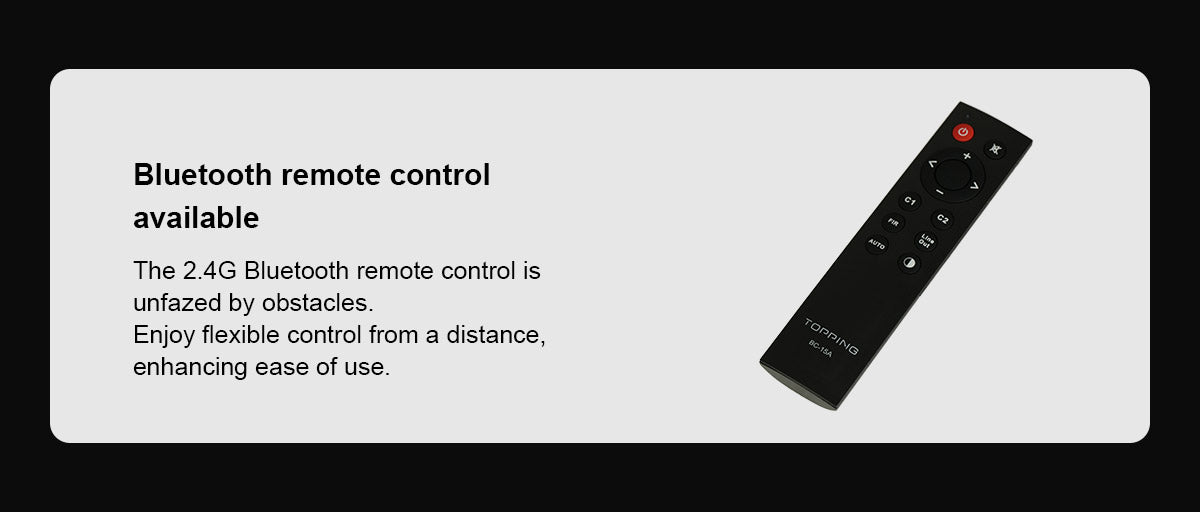 Bluetooth remote control
available
The 2.4G Bluetooth remote control is
unfazed by obstacles.
Enjoy flexible control from a distance,
enhancing ease of use.
+
<
>
−
C1
C2
FIR
Line
Out
AUTO
TOPPING
BC-15A